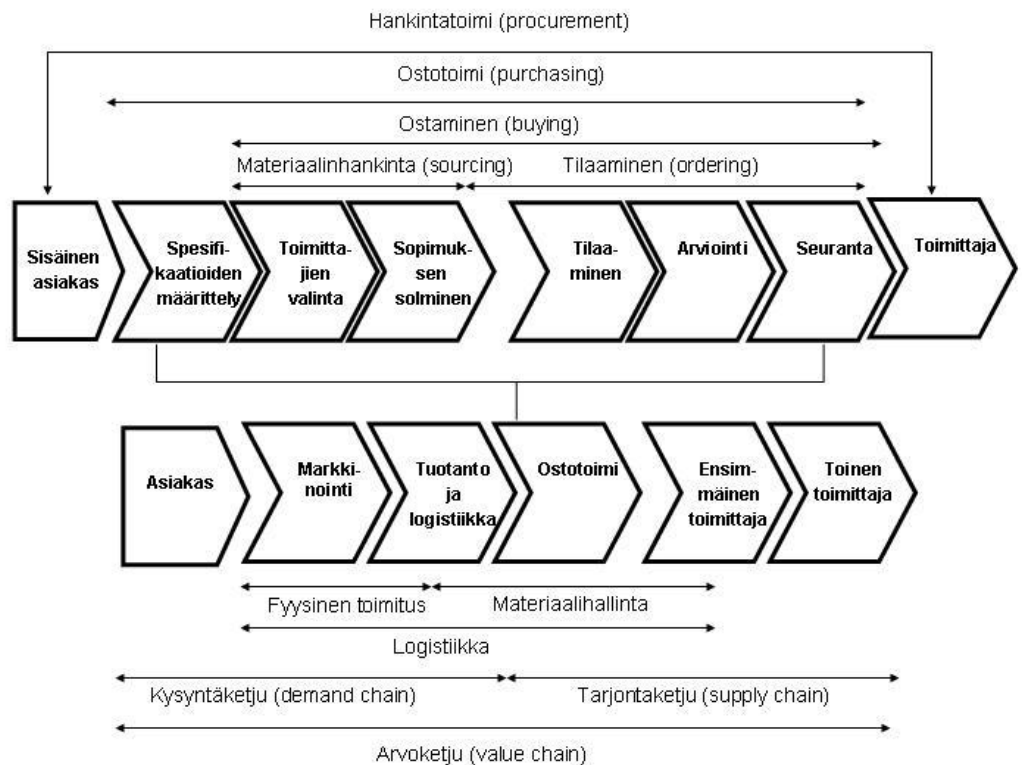 Hankintatoimi (procurement)
Ostotoimi (purchasing)
Ostaminen (buying)
Materiaalinhankinta (sourcing)
Tilaaminen (ordering)
Sisäinen
asiakas
Spesifi-
kaatioiden
määrittely
Toimitta-
jien
valinta
Sopimuk-
sen
solminen
Tilaa-
minen
Arviointi
Seuranta
Toimittaja
Asiakas
Markki-
nointi
Tuotanto
ja
logistiikka
Ostotoimi
Ensim-
mäinen
toimittaja
Toinen
toimittaja
Fyysinen toimitus
Materiaalihallinta
Logistiikka
Kysyntäketju (demand chain)
Tarjontaketju (supply chain)
Arvoketju (value chain)